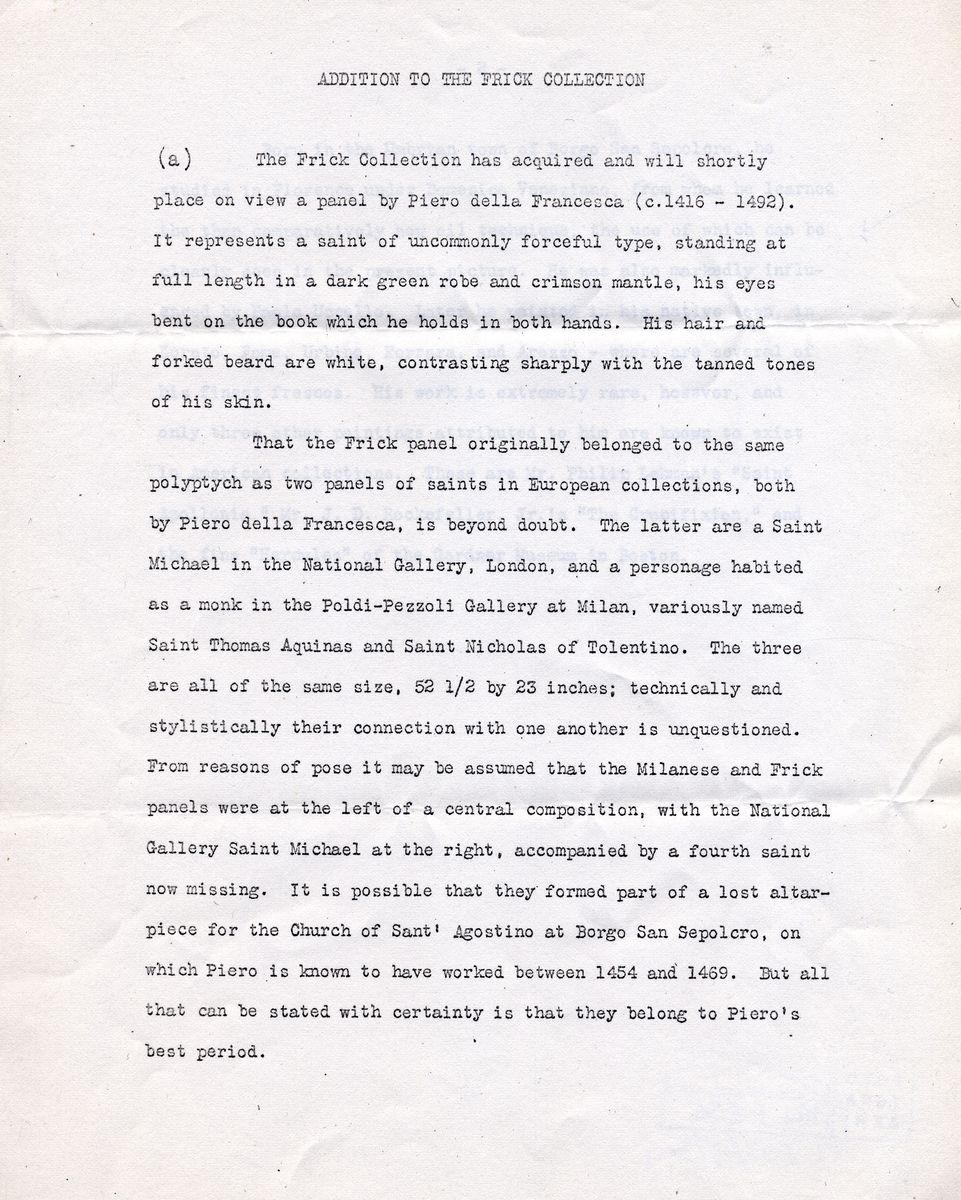 ADDITION TO THE FRICK COLLECTION
(a) The Frick Collection has acquired and will shortly
place on view a panel by Piero della Francesca (c.1416 - 1492).
It represents a saint of uncommonly forceful type, standing at
full length in a dark green robe and crimson mantle, his eyes
bent on the book which he holds in both hands. His hair and
forked beard are white, contrasting sharply with the tanned tones
of his skin.
That the Frick panel originally belonged to the same
polyptych as two panels of saints in European collections, both
by Piero della Francesca, is beyond doubt. The latter are a Saint
Michael in the National Gallery, London, and a personage habited
as a monk in the Poldi-Pezzoli Gallery at Milan, variously named
Saint Thomas Aquinas and Saint Nicholas of Tolentino. The three
are all of the same size, 52 1/2 by 23 inches; technically and
stylistically their connection with one another is unquestioned.
From reasons of pose it may be assumed that the Milanese and Frick
panels were at the left of a central composition, with the National
Gallery Saint Michael at the right, accompanied by a fourth saint
now missing. It is possible that they formed part of a lost altar-
piece for the Church of Sant' Agostino at Borgo San Sepolcro, on
which Piero is known to have worked between 1454 and 1469. But all
that can be stated with certainty is that they belong to Piero's
best period.